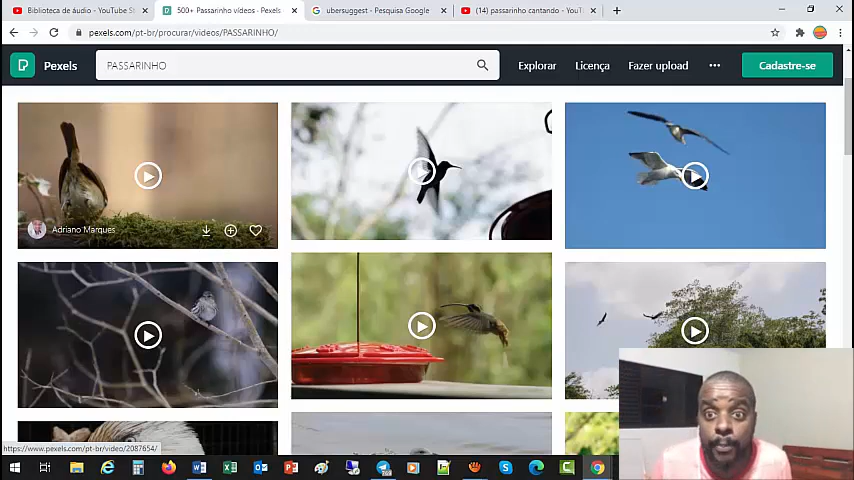 Biblioteca de áudio - YouTube St
500+ Passarinho vídeos · Pexels
ubersuggest - Pesquisa Google
(14) passarinho cantando - YouT
pexels.com/pt-br/procurar/videos/PASSARINHO/
Pexels
PASSARINHO
Explorar
Licença
Fazer upload
Cadastre-se
Adriano Marques
https://www.pexels.com/pt-br/video/2087654/